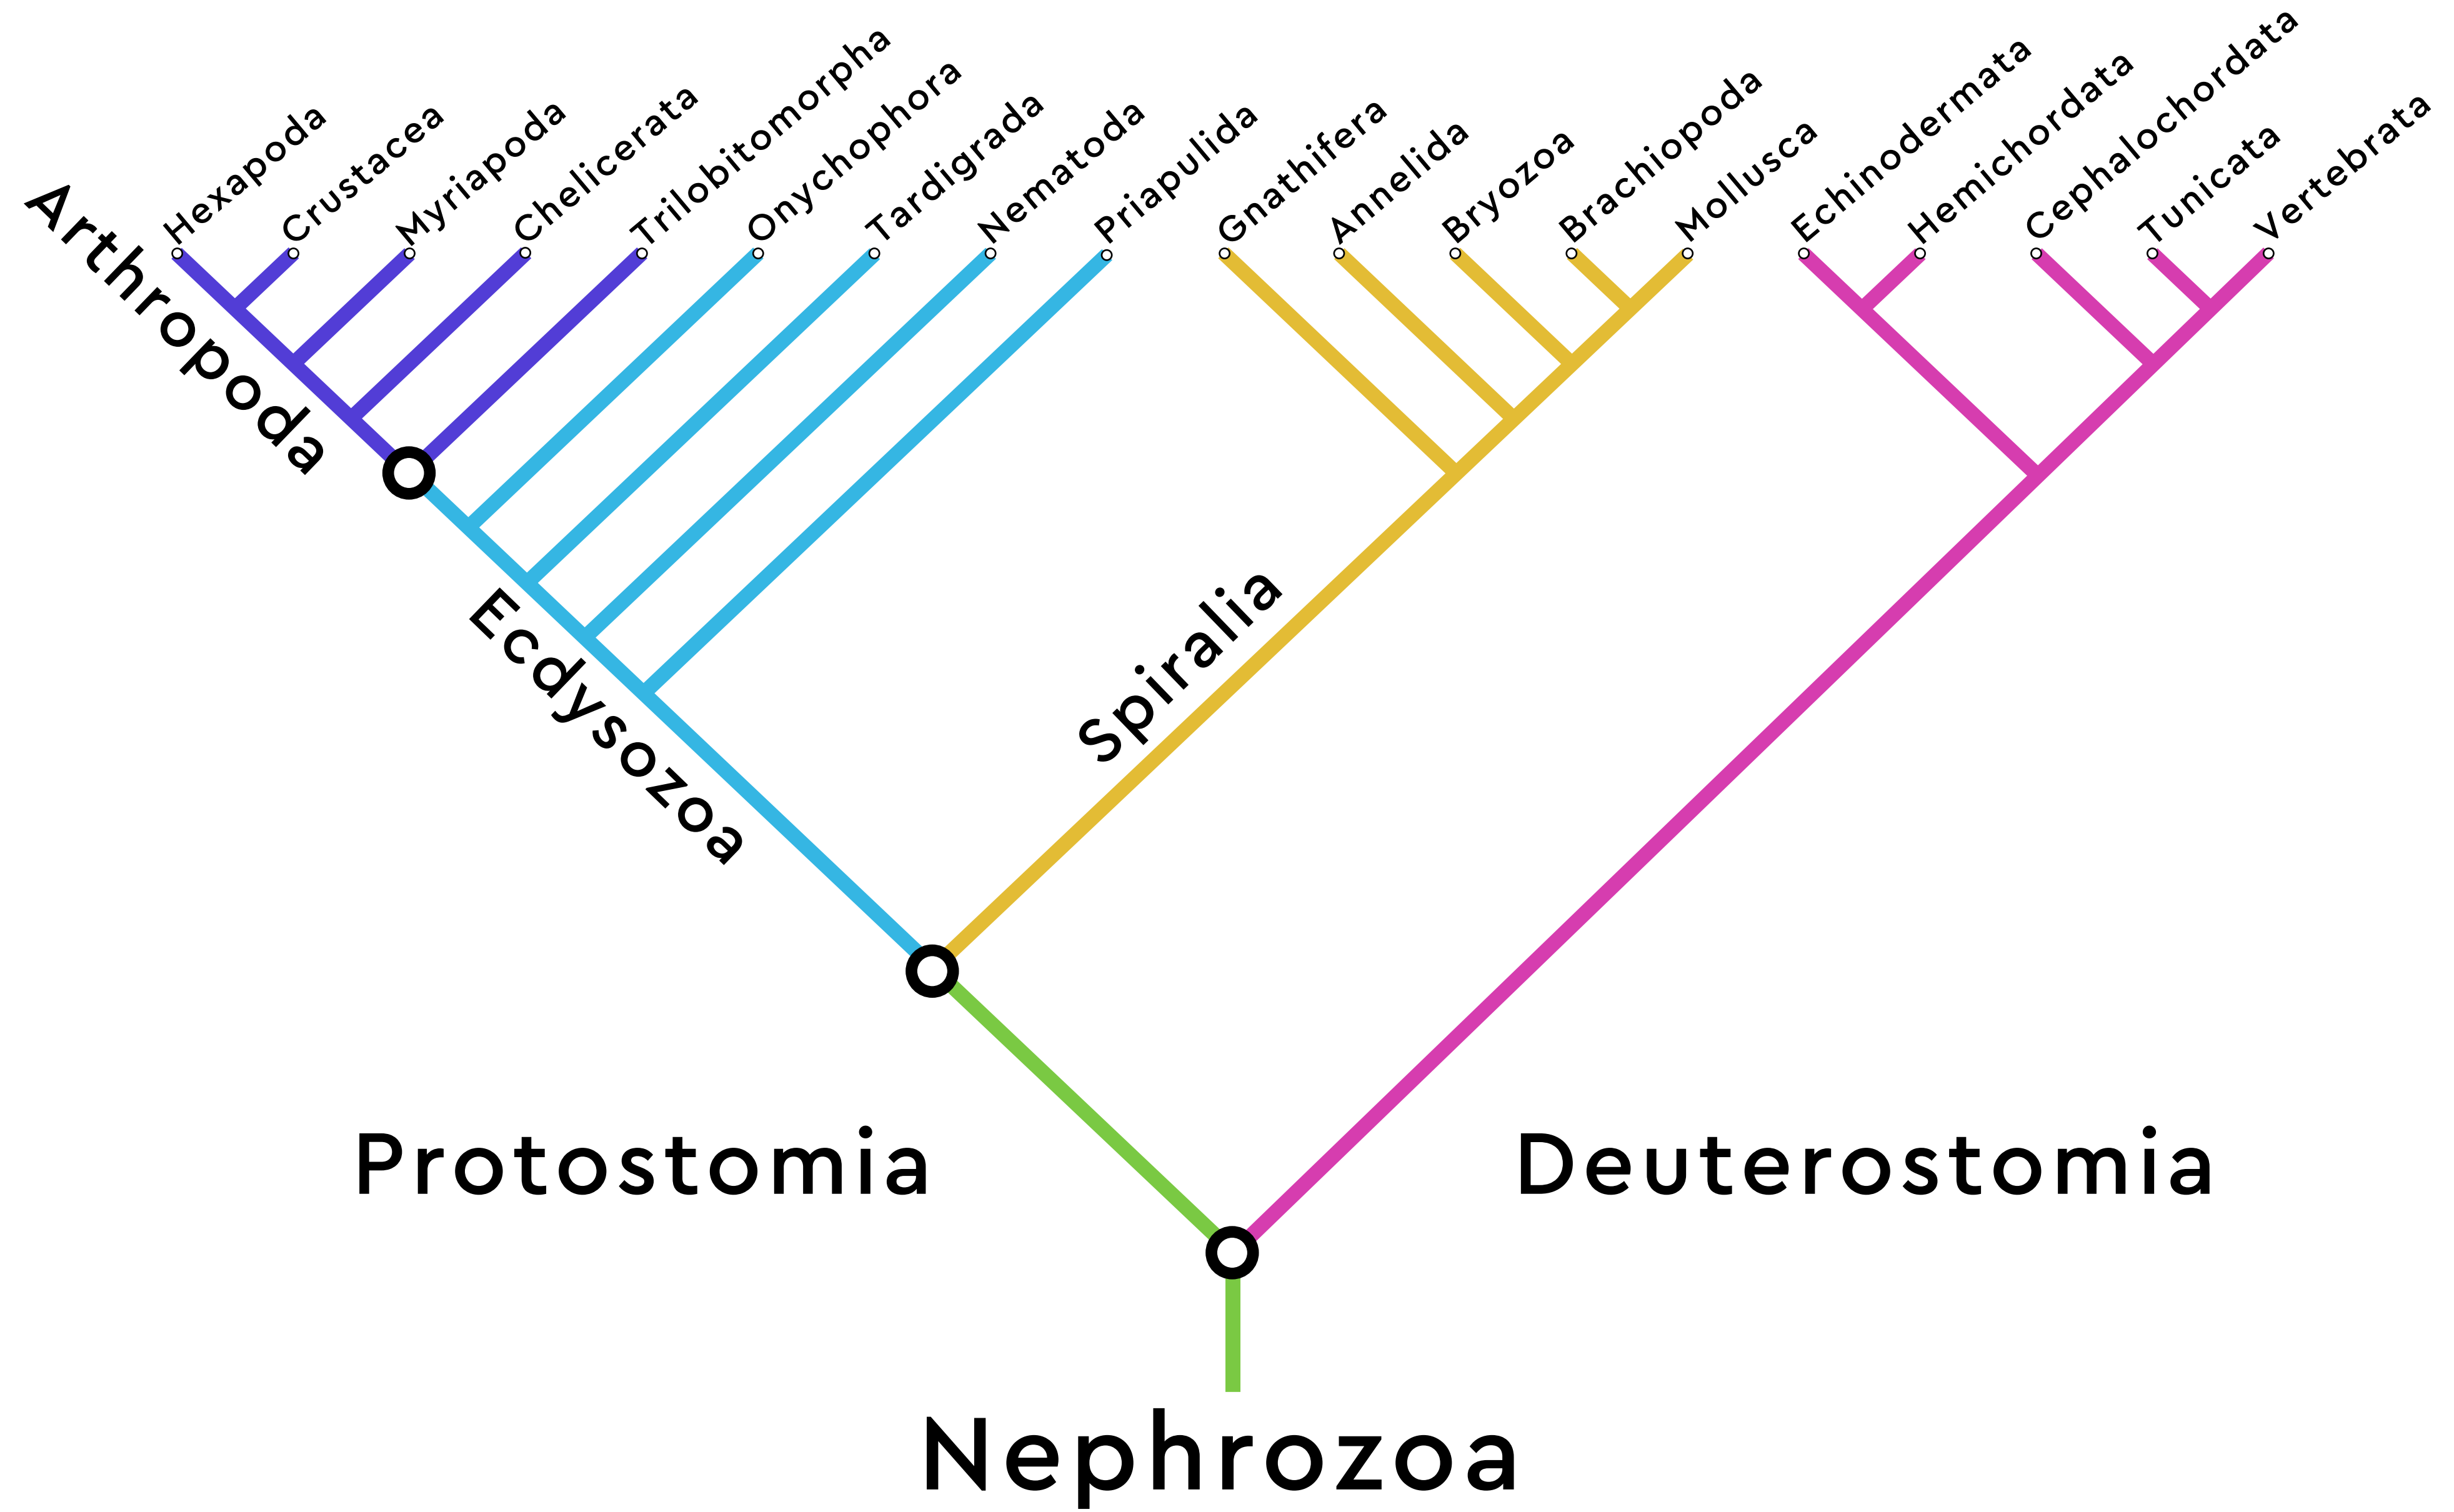 Hexapoda
Crustacea
Myriapoda
Chelicerata
Trilobitomorpha
Onychophora
Tardigrada
Nematoda
Priapulida
Gnathifera
Annelida
Bryozoa
Brachiopoda
Mollusca
Echinodermata
Hemichordata
Cephalochordata
Tunicata
Vertebrata
Arthropoda
Ecdysozoa
Spiralia
Protostomia
Deuterostomia
Nephrozoa